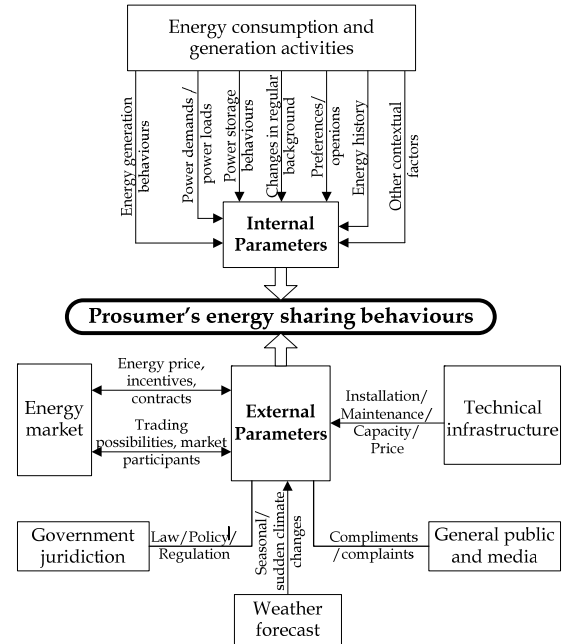 Energy consumption and
generation activities
Energy generation
behaviours
Power demands /
power loads
Power storage
behaviours
Changes in regular
background
Preferences/
openions
Energy history
Other contextual
factors
Internal
Parameters
Prosumer's energy sharing behaviours
Energy
market
Energy price,
incentives,
contracts
Trading
possibilities, market
participants
External
Parameters
Installation/
Maintenance/
Capacity/
Price
Technical
infrastructure
Government
juridiction
Law/Policy/
Regulation
Seasonal/
sudden climate
changes
Compliments
/complaints
General public
and media
Weather
forecast